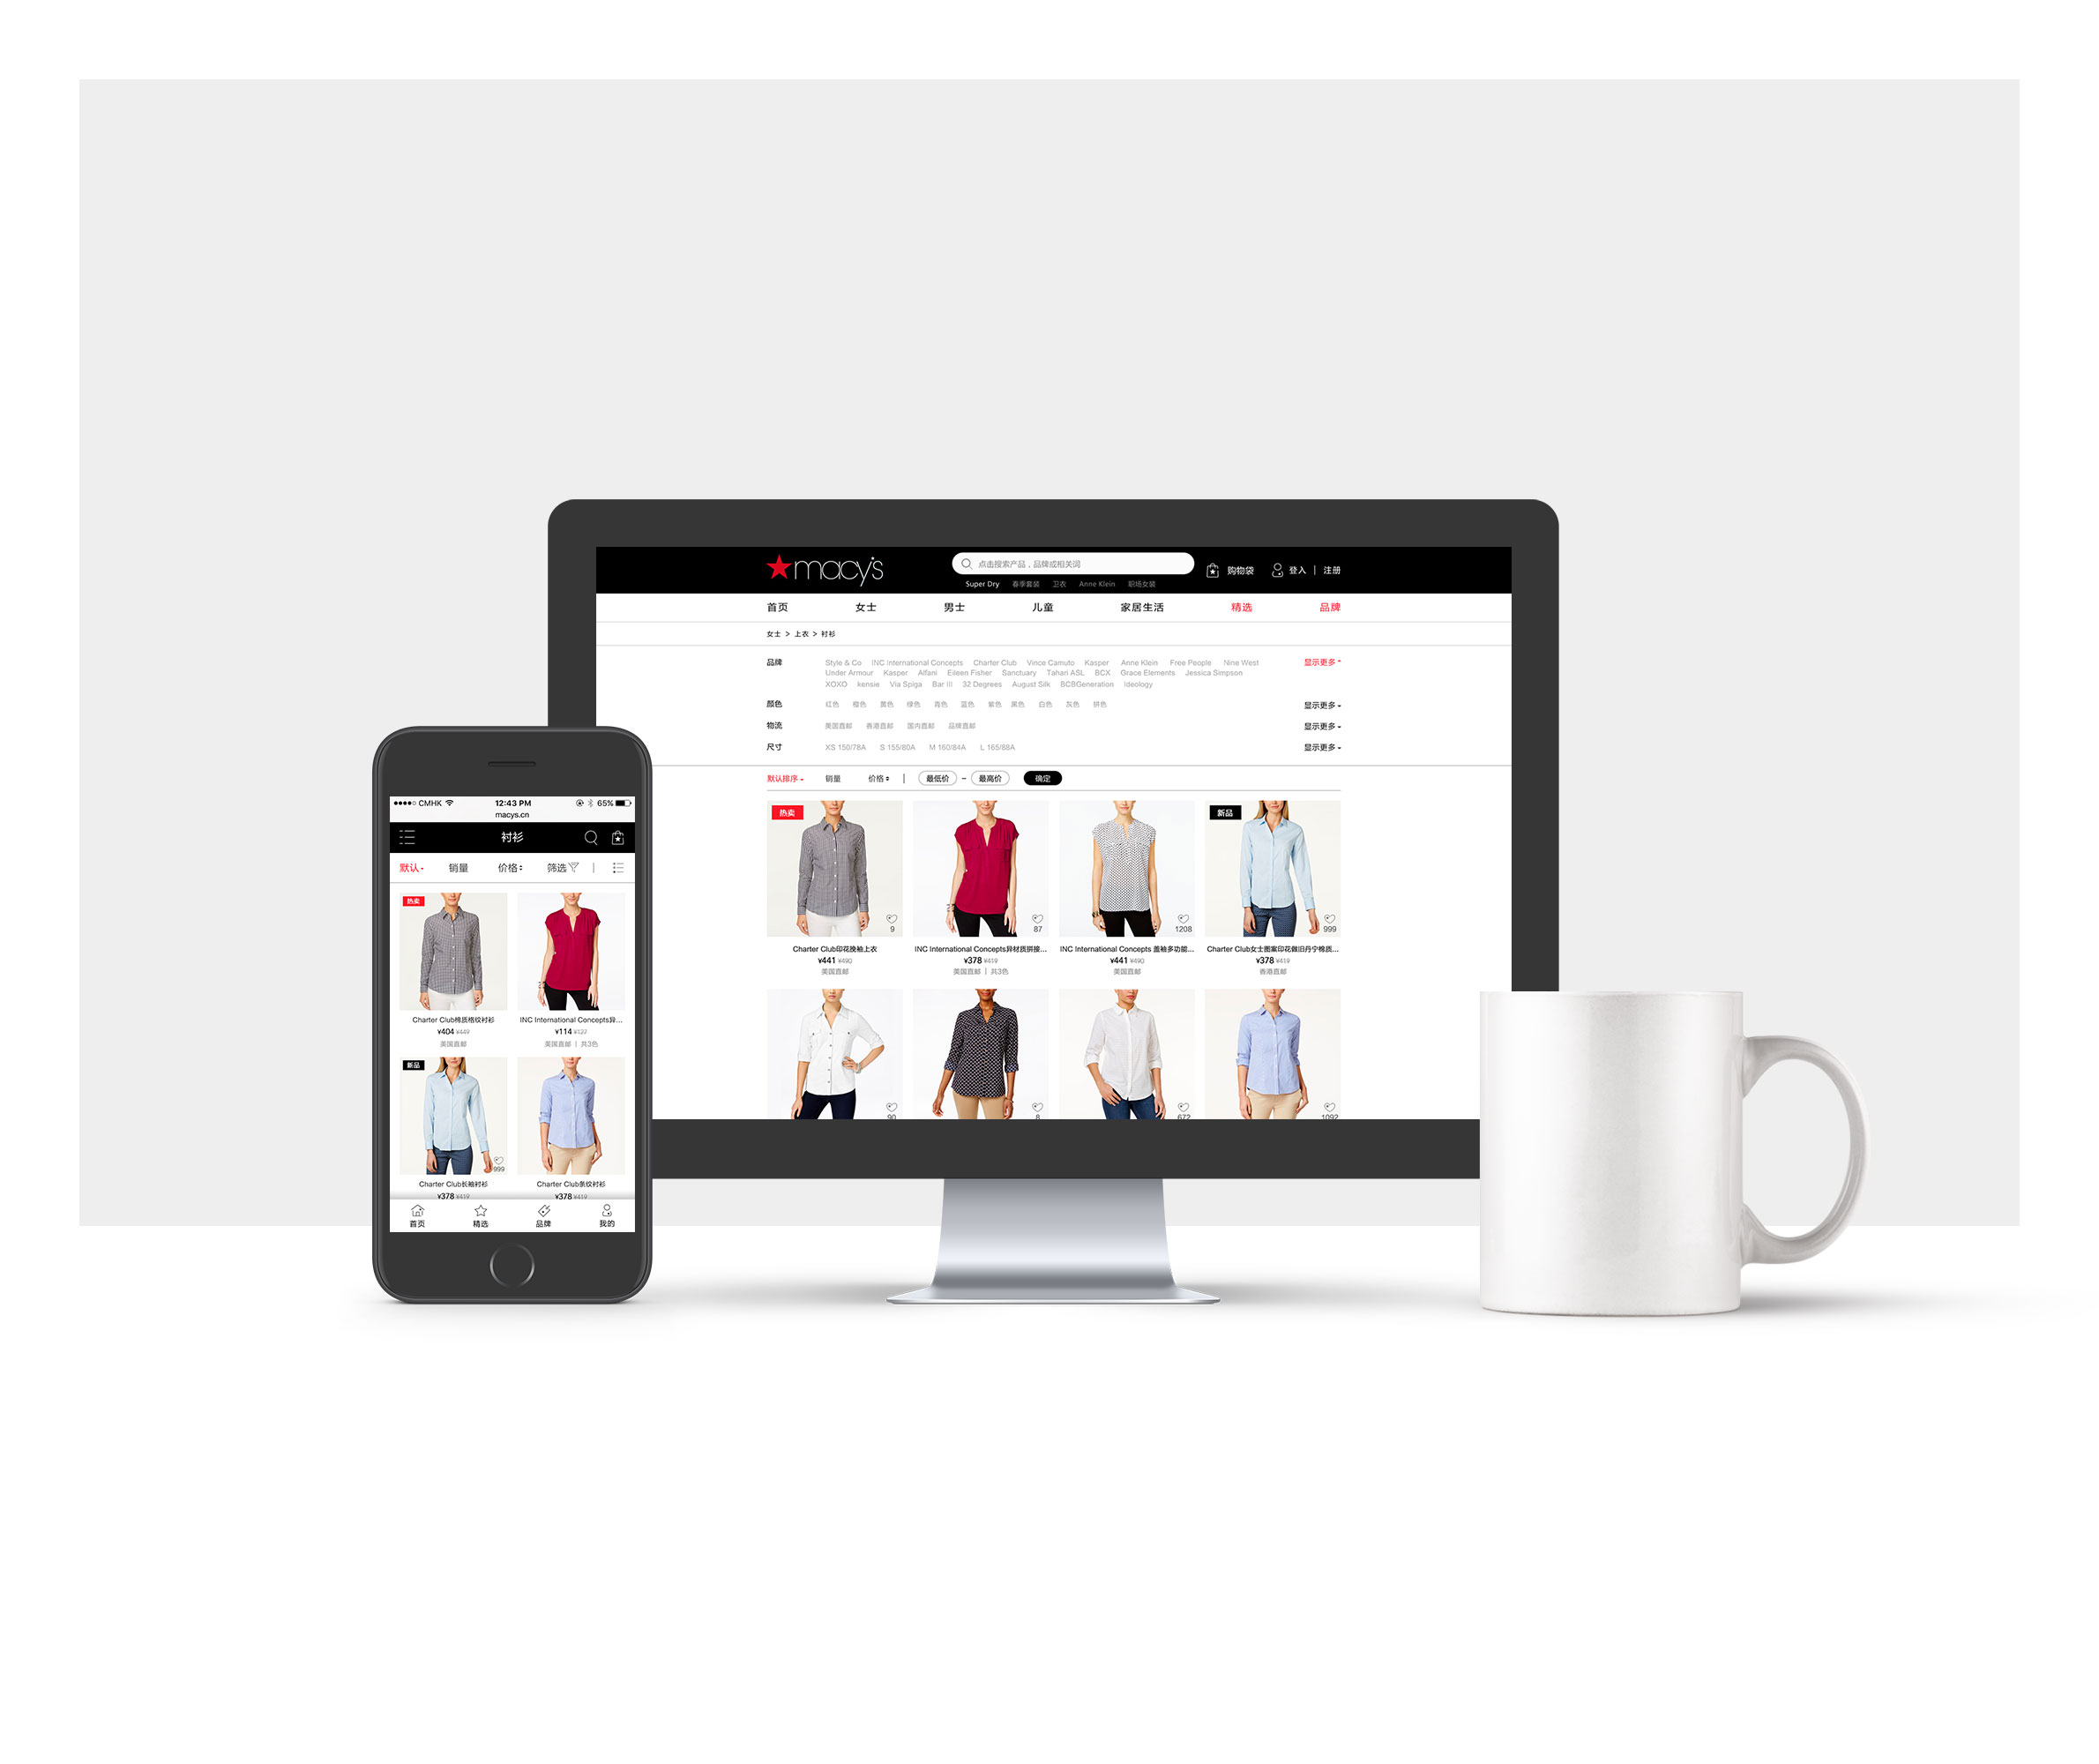 macy's
点击搜索产品，品牌或相关词
购物袋 登入 | 注册
Super Dry 春季套装 卫衣 Anne Klein 职场女装
首页 女士 男士 儿童 家居生活 精选 品牌
女士 > 上衣 > 衬衫
品牌 Style & Co INC International Concepts Charter Club Vince Camuto Kasper Anne Klein Free People Nine West 显示更多
Under Armour Kasper Alfani Eileen Fisher Sanctuary Tahari ASL BCX Grace Elements Jessica Simpson
XOXO kensie Via Spiga Bar III 32 Degrees August Silk BCBGeneration Ideology
颜色 红色 橙色 黄色 绿色 青色 蓝色 紫色 黑色 白色 灰色 拼色 显示更多
物流 美国直邮 香港直邮 国内直邮 品牌直邮 显示更多
尺寸 XS 150/78A S 155/80A M 160/84A L 165/88A 显示更多
默认排序 销量 价格 | 最低价 - 最高价 确定
热卖 新品
9 87 1208 999
Charter Club印花挽袖上衣 INC International Concepts异材质拼接... INC International Concepts 盖袖多功能... Charter Club女士图案印花做旧丹宁棉质...
¥441 ¥490 ¥378 ¥419 ¥441 ¥490 ¥378 ¥419
美国直邮 美国直邮 | 共3色 美国直邮 香港直邮
90 8 672 1092
CMHK 12:43 PM 65%
macys.cn
衬衫
默认 销量 价格 筛选 |
热卖
Charter Club棉质格纹衬衫 INC International Concepts异...
¥404 ¥449 ¥114 ¥127
美国直邮 美国直邮 | 共3色
新品
999
Charter Club长袖衬衫 Charter Club条纹衬衫
¥378 ¥419 ¥378 ¥419
首页 精选 品牌 我的